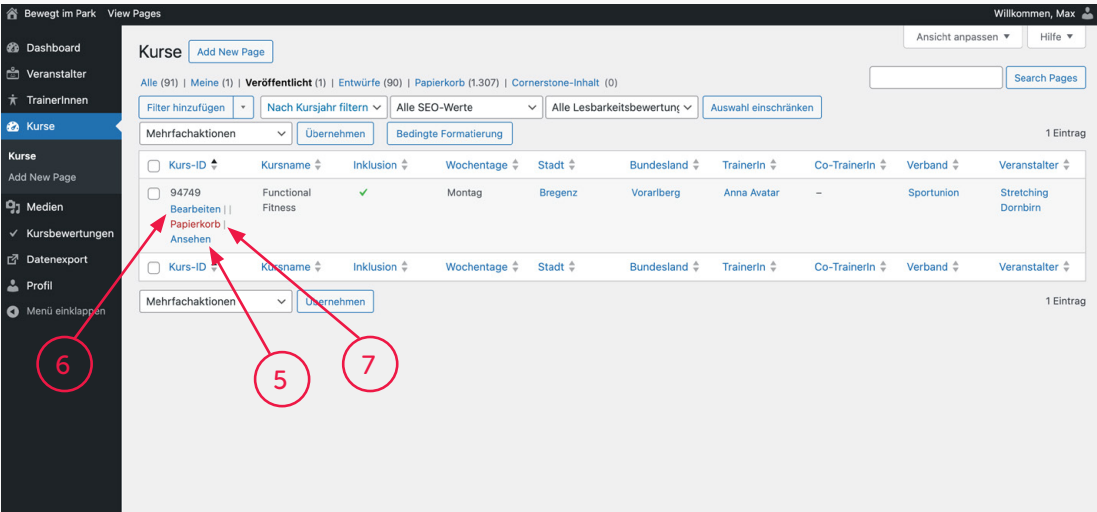 Bewegt im Park View Pages Willkommen, Max
Dashboard
Veranstalter
TrainerInnen
Kurse
Kurse
Add New Page
Medien
Kursbewertungen
Datenexport
Profil
Menü einklappen
Ansicht anpassen ▼ Hilfe ▼
Kurse Add New Page
Alle (91) | Meine (1) | Veröffentlicht (1) | Entwürfe (90) | Papierkorb (1.307) | Cornerstone-Inhalt (0)
Search Pages
Filter hinzufügen Nach Kursjahr filtern Alle SEO-Werte Alle Lesbarkeitsbewertung Auswahl einschränken
Mehrfachaktionen Übernehmen Bedingte Formatierung 1 Eintrag
Kurs-ID Kursname Inklusion Wochentage Stadt Bundesland TrainerIn Co-TrainerIn Verband Veranstalter
94749 Functional Montag Bregenz Vorarlberg Anna Avatar – Sportunion Stretching
Bearbeiten | | Fitness Dornbirn
Papierkorb |
Ansehen
Kurs-ID Kursname Inklusion Wochentage Stadt Bundesland TrainerIn Co-TrainerIn Verband Veranstalter
Mehrfachaktionen Übernehmen 1 Eintrag
6 5 7